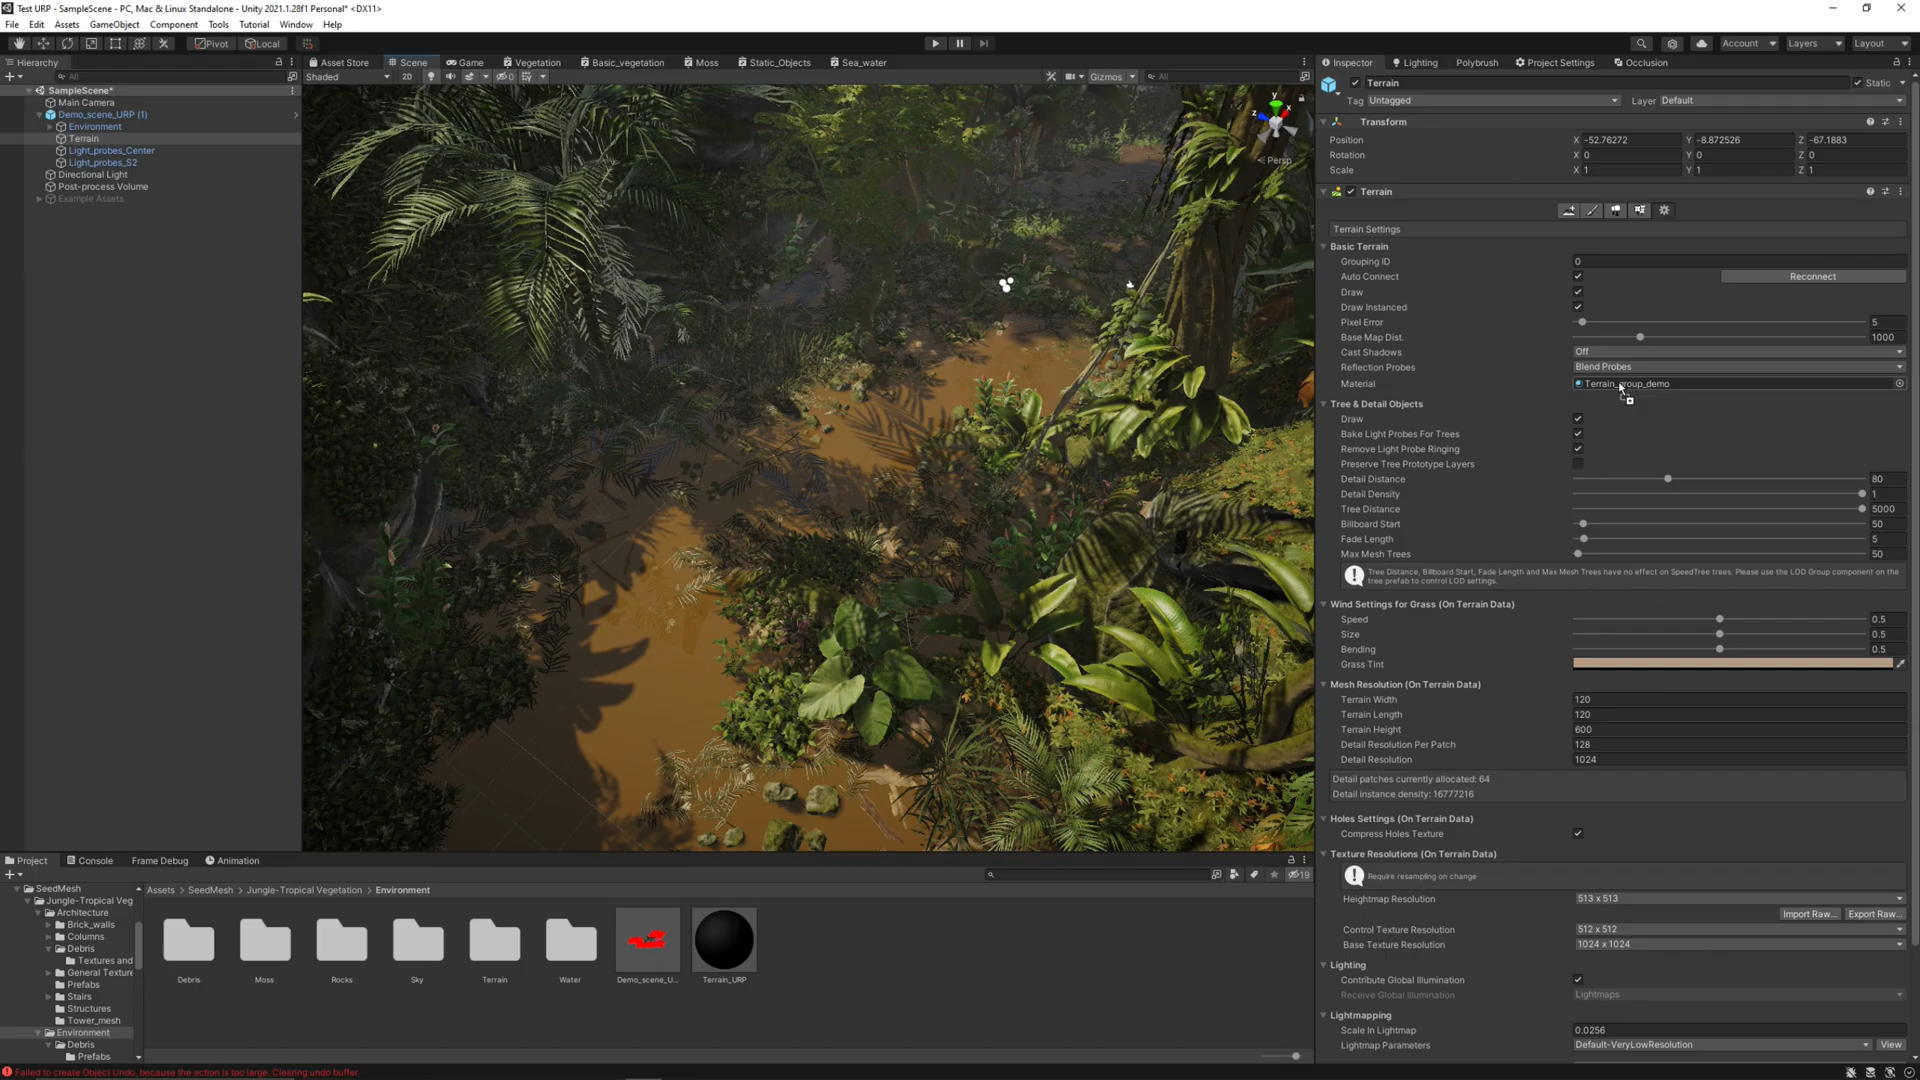 Test URP - SampleScene - PC, Mac & Linux Standalone - Unity 2021.1.28f1 Personal* <DX11>
File Edit Assets GameObject Component Tools Tutorial Window Help
Pivot Local Account Layers Layout
Hierarchy
All
SampleScene*
Main Camera
Demo_scene_URP (1)
Environment
Terrain
Light_probes_Center
Light_probes_S2
Directional Light
Post-process Volume
Example Assets
Asset Store Scene Game Vegetation Basic_vegetation Moss Static_Objects Sea_water
Shaded 2D 0 Gizmos All
y
x
z
Persp
Inspector Lighting Polybrush Project Settings Occlusion
Terrain Static
Tag Untagged Layer Default
Transform
Position X -52.76272 Y -8.872526 Z -67.1883
Rotation X 0 Y 0 Z 0
Scale X 1 Y 1 Z 1
Terrain
Terrain Settings
Basic Terrain
Grouping ID 0
Auto Connect Reconnect
Draw
Draw Instanced
Pixel Error 5
Base Map Dist. 1000
Cast Shadows Off
Reflection Probes Blend Probes
Material Terrain_group_demo
Tree & Detail Objects
Draw
Bake Light Probes For Trees
Remove Light Probe Ringing
Preserve Tree Prototype Layers
Detail Distance 80
Detail Density 1
Tree Distance 5000
Billboard Start 50
Fade Length 5
Max Mesh Trees 50
Tree Distance, Billboard Start, Fade Length and Max Mesh Trees have no effect on SpeedTree trees. Please use the LOD Group component on the
tree prefab to control LOD settings.
Wind Settings for Grass (On Terrain Data)
Speed 0.5
Size 0.5
Bending 0.5
Grass Tint
Mesh Resolution (On Terrain Data)
Terrain Width 120
Terrain Length 120
Terrain Height 600
Detail Resolution Per Patch 128
Detail Resolution 1024
Detail patches currently allocated: 64
Detail instance density: 16777216
Holes Settings (On Terrain Data)
Compress Holes Texture
Texture Resolutions (On Terrain Data)
Require resampling on change
Heightmap Resolution 513 x 513
Import Raw... Export Raw...
Control Texture Resolution 512 x 512
Base Texture Resolution 1024 x 1024
Lighting
Contribute Global Illumination
Receive Global Illumination Lightmaps
Lightmapping
Scale In Lightmap 0.0256
Lightmap Parameters Default-VeryLowResolution View
Project Console Frame Debug Animation
19
SeedMesh
Jungle-Tropical Veg
Architecture
Brick_walls
Columns
Debris
Textures and
General Texture
Prefabs
Stairs
Structures
Tower_mesh
Environment
Debris
Prefabs
Assets SeedMesh Jungle-Tropical Vegetation Environment
Debris Moss Rocks Sky Terrain Water Demo_scene_U... Terrain_URP
Failed to create Object Undo, because the action is too large. Clearing undo buffer